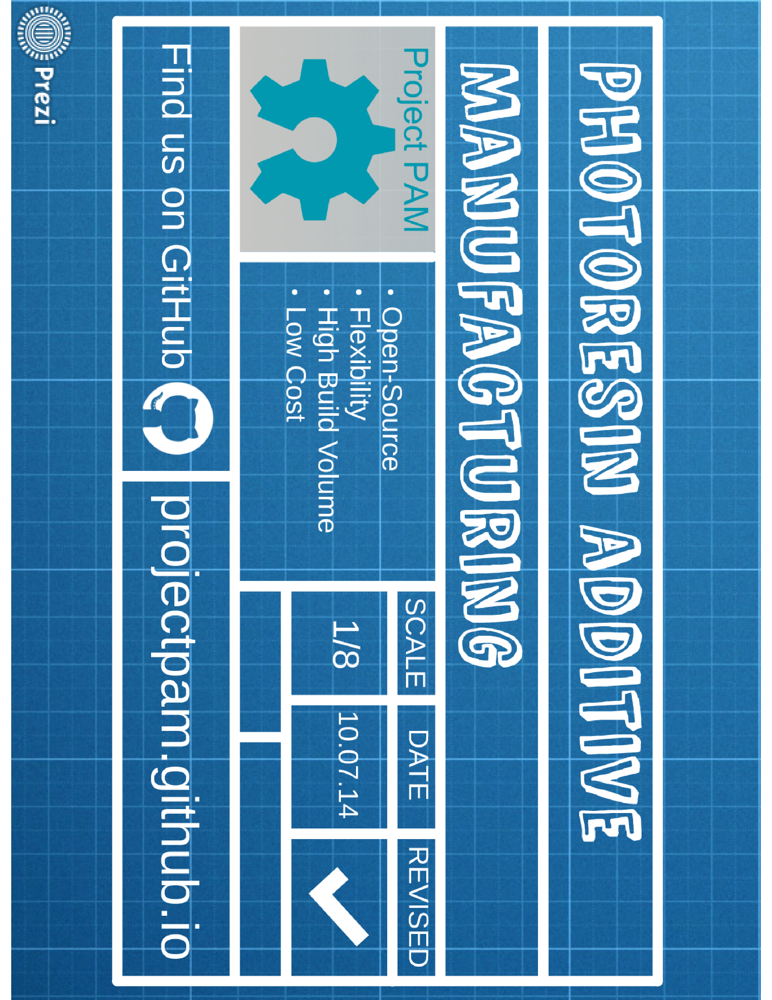 PHOTORESIN ADDITIVE
MANUFACTURING
Project PAM
• Open-Source
• Flexibility
• High Build Volume
• Low Cost
SCALE
DATE
REVISED
1/8
10.07.14
Find us on GitHub
projectpam.github.io
Prezi